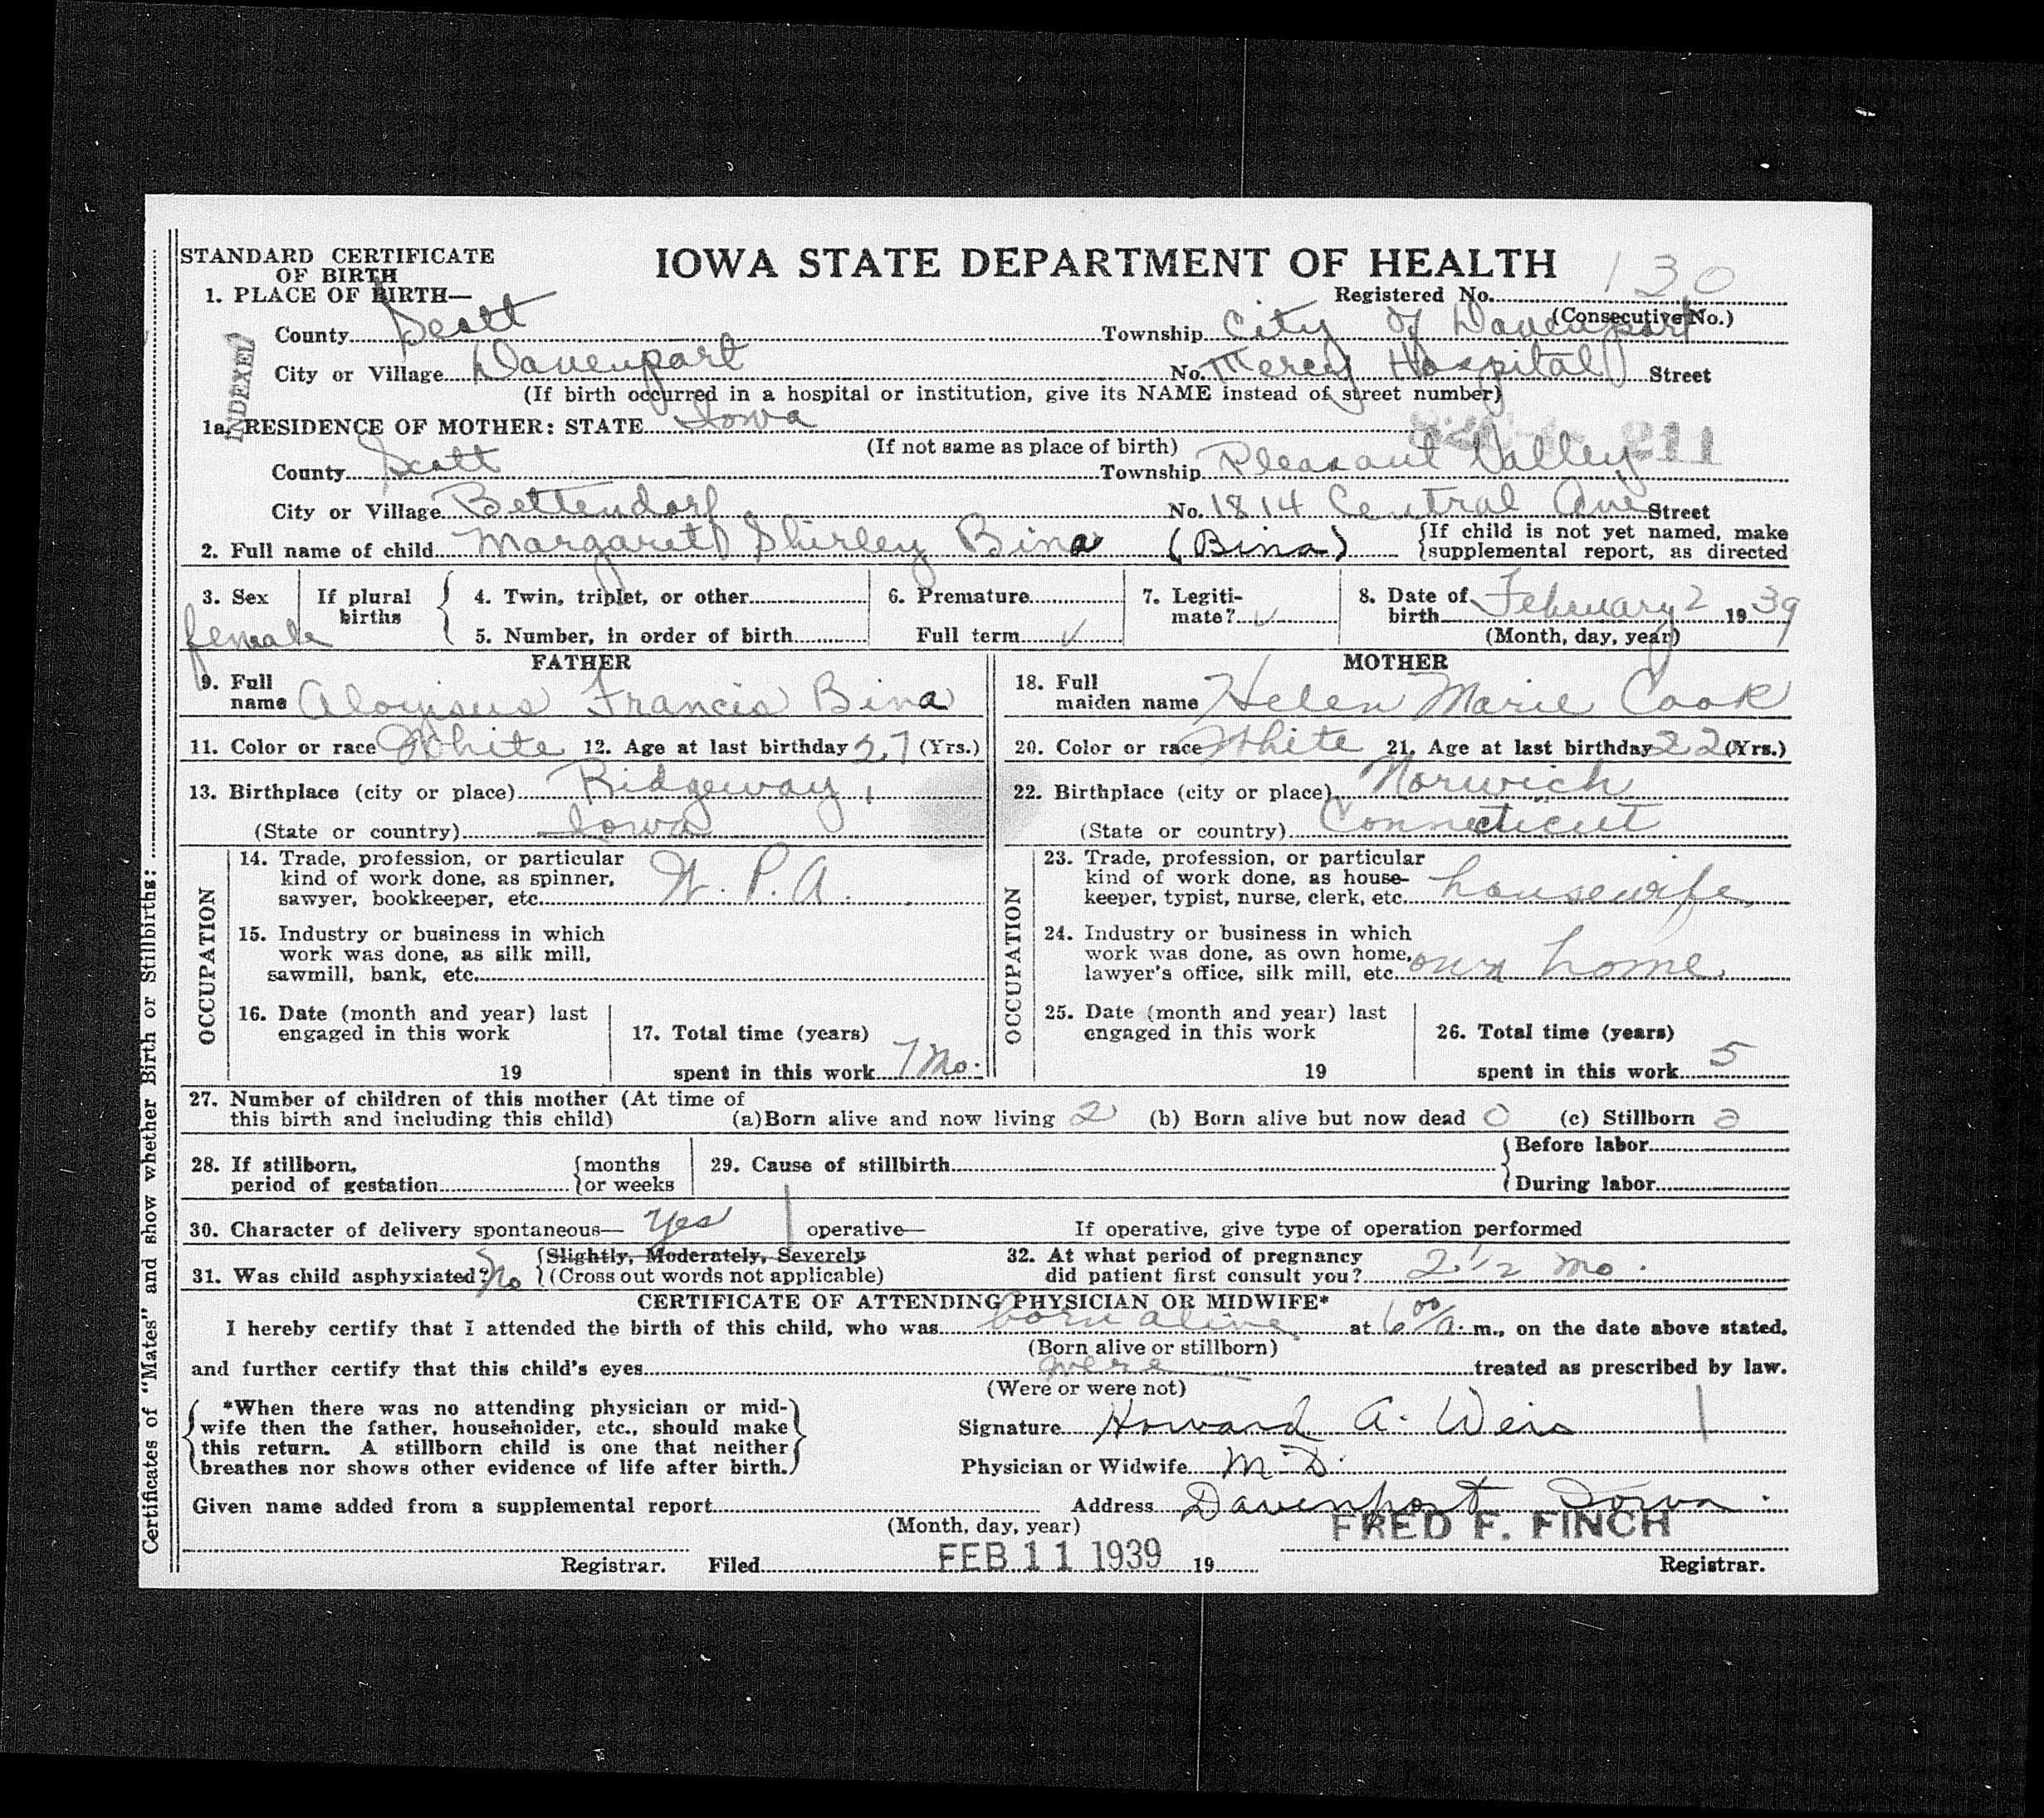 STANDARD CERTIFICATE OF BIRTH
IOWA STATE DEPARTMENT OF HEALTH
Registered No. 130
(Consecutive No.)
1. PLACE OF BIRTH—
County Scott Township City of Davenport
City or Village Davenport No. Mercy Hospital Street
(If birth occurred in a hospital or institution, give its NAME instead of street number)
INDEXED
1a. RESIDENCE OF MOTHER: STATE Iowa
(If not same as place of birth) 211
County Scott Township Pleasant Valley
City or Village Bettendorf No. 1814 Central Ave Street
2. Full name of child Margaret Shirley Bina (Bina) {If child is not yet named, make supplemental report, as directed
3. Sex female
If plural births { 4. Twin, triplet, or other
5. Number, in order of birth
6. Premature
Full term ✓
7. Legitimate? ✓
8. Date of birth February 2 1939
(Month, day, year)
FATHER
9. Full name Aloysius Francis Bina
11. Color or race White 12. Age at last birthday 27 (Yrs.)
13. Birthplace (city or place) Ridgeway,
(State or country) Iowa
OCCUPATION
14. Trade, profession, or particular
kind of work done, as spinner,
sawyer, bookkeeper, etc. W. P. A.
15. Industry or business in which
work was done, as silk mill,
sawmill, bank, etc.
16. Date (month and year) last
engaged in this work
19
17. Total time (years)
spent in this work 7 Mo.
MOTHER
18. Full maiden name Helen Marie Cook
20. Color or race White 21. Age at last birthday 22 (Yrs.)
22. Birthplace (city or place) Norwich
(State or country) Connecticut
OCCUPATION
23. Trade, profession, or particular
kind of work done, as house-
keeper, typist, nurse, clerk, etc. housewife
24. Industry or business in which
work was done, as own home,
lawyer's office, silk mill, etc. own home
25. Date (month and year) last
engaged in this work
19
26. Total time (years)
spent in this work 5
27. Number of children of this mother (At time of
this birth and including this child) (a) Born alive and now living 2 (b) Born alive but now dead 0 (c) Stillborn
28. If stillborn,
period of gestation {months
or weeks
29. Cause of stillbirth {Before labor
During labor
30. Character of delivery spontaneous— Yes operative— If operative, give type of operation performed
31. Was child asphyxiated? No {Slightly, Moderately, Severely
(Cross out words not applicable)
32. At what period of pregnancy
did patient first consult you? 2 1/2 mo.
CERTIFICATE OF ATTENDING PHYSICIAN OR MIDWIFE*
I hereby certify that I attended the birth of this child, who was born alive at 6 00/a. m., on the date above stated,
(Born alive or stillborn)
and further certify that this child's eyes were treated as prescribed by law.
(Were or were not)
*When there was no attending physician or mid-
wife then the father, householder, etc., should make
this return. A stillborn child is one that neither
breathes nor shows other evidence of life after birth.
Signature Howard A. Weis
Physician or Widwife M.D.
Given name added from a supplemental report
(Month, day, year)
Address Davenport Iowa.
FRED F. FINCH
Registrar. Filed FEB 11 1939 19 Registrar.
Certificates of "Mates" and show whether Birth or Stillbirths: